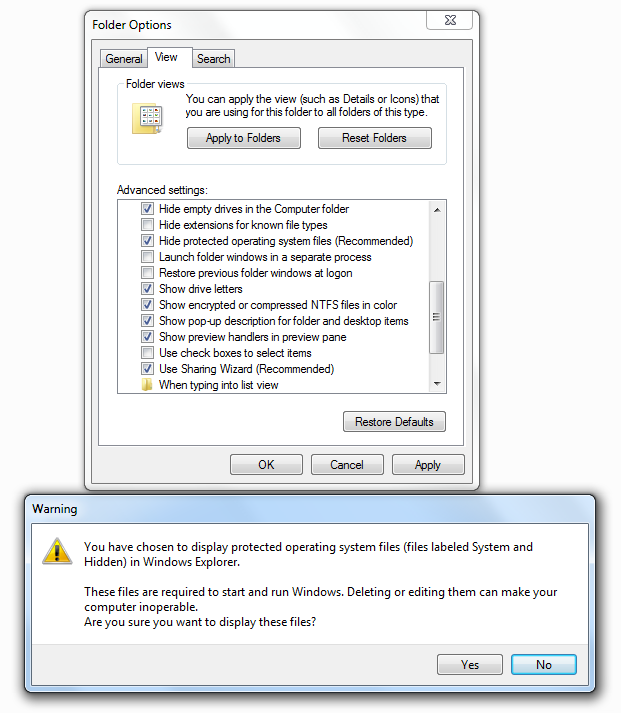 Folder Options
General View Search
Folder views
You can apply the view (such as Details or Icons) that
you are using for this folder to all folders of this type.
Apply to Folders Reset Folders
Advanced settings:
Hide empty drives in the Computer folder
Hide extensions for known file types
Hide protected operating system files (Recommended)
Launch folder windows in a separate process
Restore previous folder windows at logon
Show drive letters
Show encrypted or compressed NTFS files in color
Show pop-up description for folder and desktop items
Show preview handlers in preview pane
Use check boxes to select items
Use Sharing Wizard (Recommended)
When typing into list view
Restore Defaults
OK Cancel Apply
Warning
You have chosen to display protected operating system files (files labeled System and
Hidden) in Windows Explorer.
These files are required to start and run Windows. Deleting or editing them can make your
computer inoperable.
Are you sure you want to display these files?
Yes No